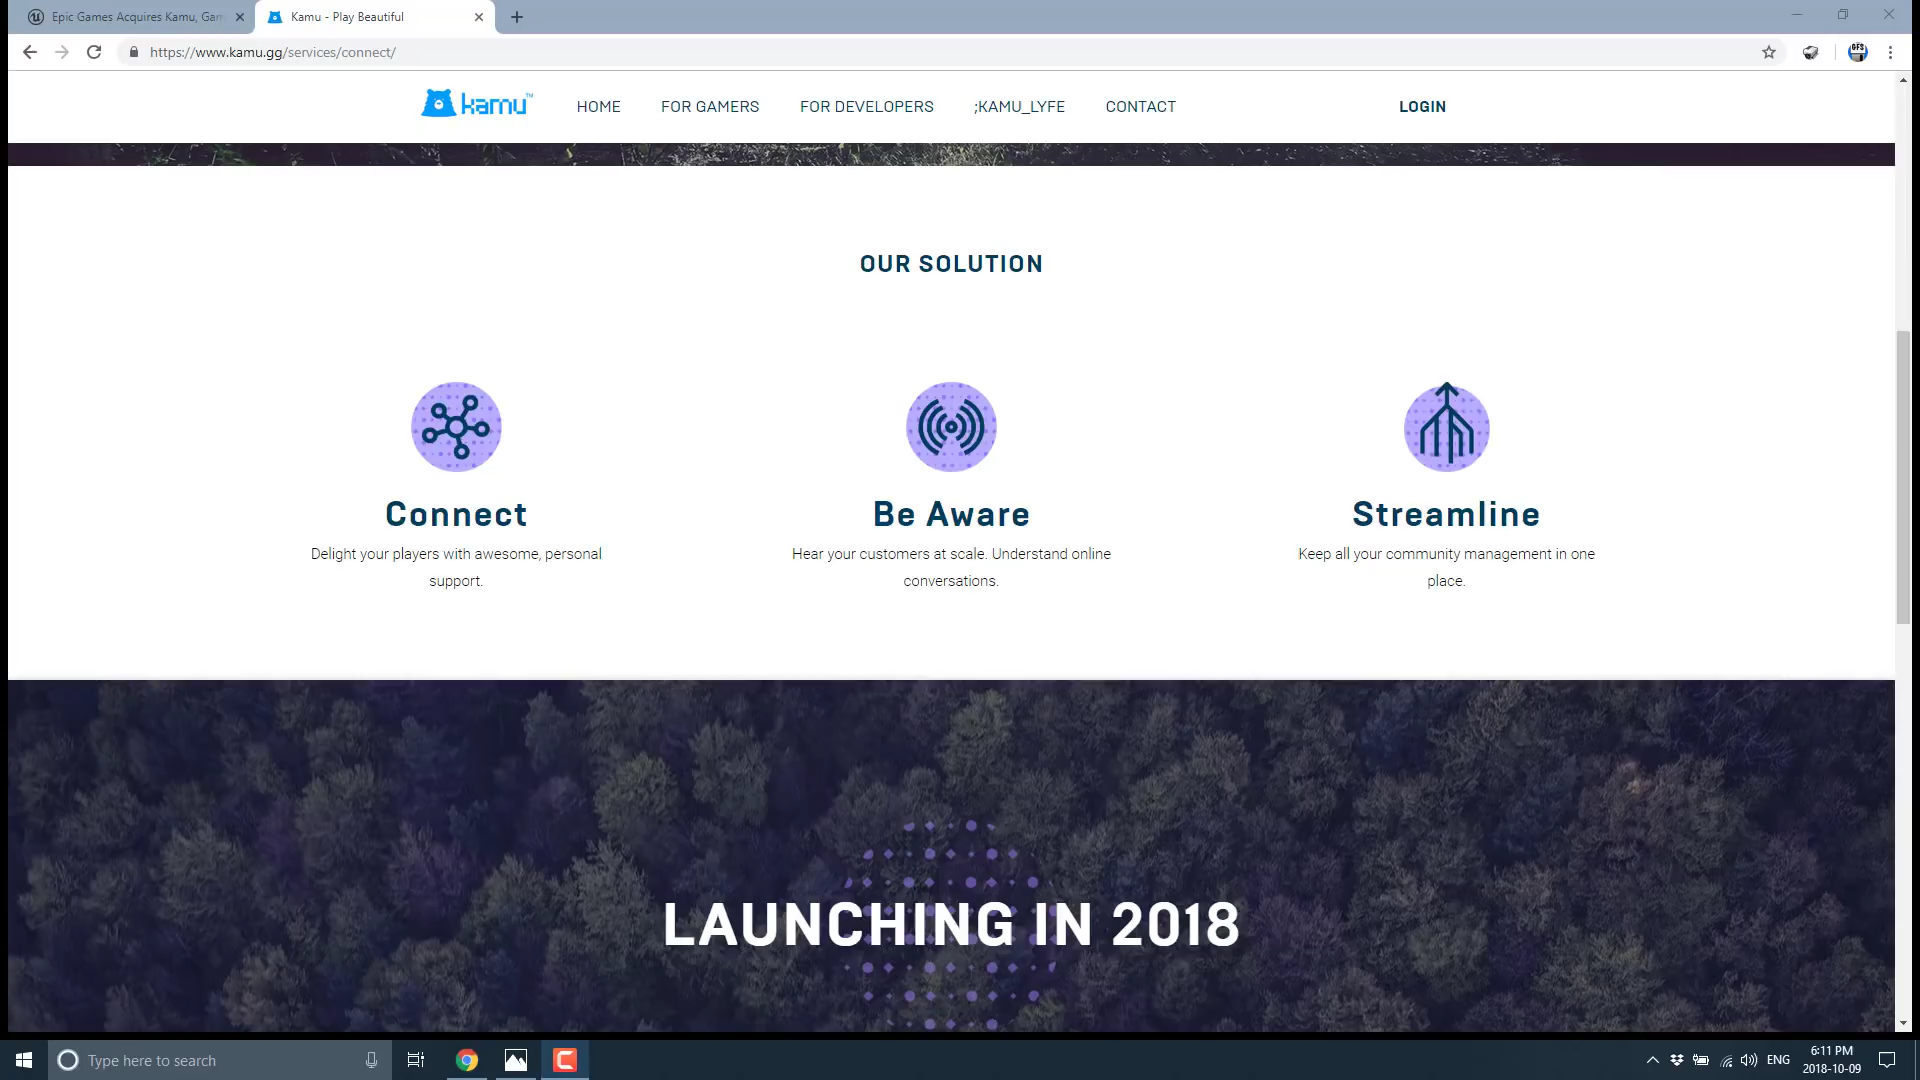 Epic Games Acquires Kamu, Gam
Kamu - Play Beautiful
https://www.kamu.gg/services/connect/
kamu™
HOME
FOR GAMERS
FOR DEVELOPERS
;KAMU_LYFE
CONTACT
LOGIN
OUR SOLUTION
Connect
Delight your players with awesome, personal
support.
Be Aware
Hear your customers at scale. Understand online
conversations.
Streamline
Keep all your community management in one
place.
LAUNCHING IN 2018
Type here to search
ENG
6:11 PM
2018-10-09